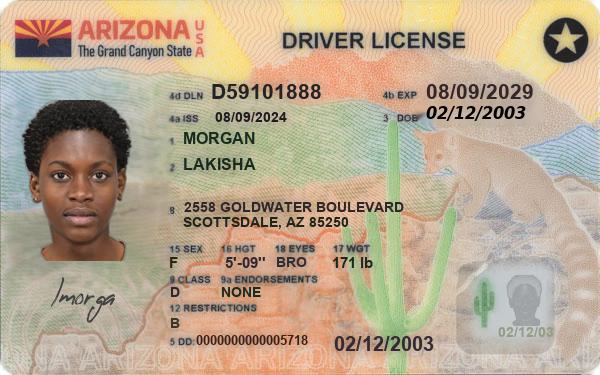 ARIZONA USA
The Grand Canyon State
DRIVER LICENSE
4d DLN D59101888
4b EXP 08/09/2029
4a ISS 08/09/2024
3 DOB 02/12/2003
1 MORGAN
2 LAKISHA
8 2558 GOLDWATER BOULEVARD
SCOTTSDALE, AZ 85250
15 SEX 16 HGT 18 EYES 17 WGT
F 5'-09" BRO 171 lb
9 CLASS 9a ENDORSEMENTS
D NONE
12 RESTRICTIONS
B
5 DD: 0000000000005718
02/12/2003
02/12/03
lmorga
ARIZONA ARIZONA ARIZONA